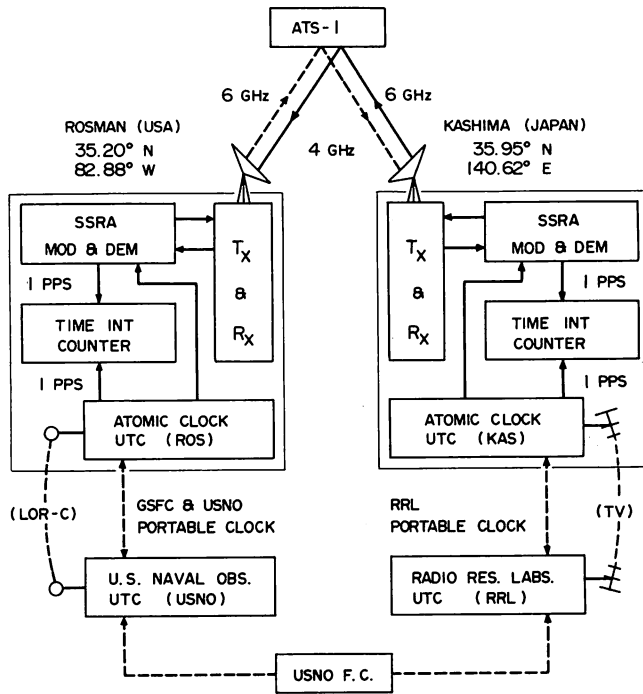 ATS-1
6 GHz
6 GHz
ROSMAN (USA)
35.20° N
82.88° W
4 GHz
KASHIMA (JAPAN)
35.95° N
140.62° E
SSRA
MOD & DEM
TX
&
RX
1 PPS
TIME INT
COUNTER
1 PPS
ATOMIC CLOCK
UTC (ROS)
TX
&
RX
SSRA
MOD & DEM
1 PPS
TIME INT
COUNTER
1 PPS
ATOMIC CLOCK
UTC (KAS)
(LOR-C)
GSFC & USNO
PORTABLE CLOCK
RRL
PORTABLE CLOCK
(TV)
U.S. NAVAL OBS.
UTC (USNO)
RADIO RES. LABS.
UTC (RRL)
USNO F.C.